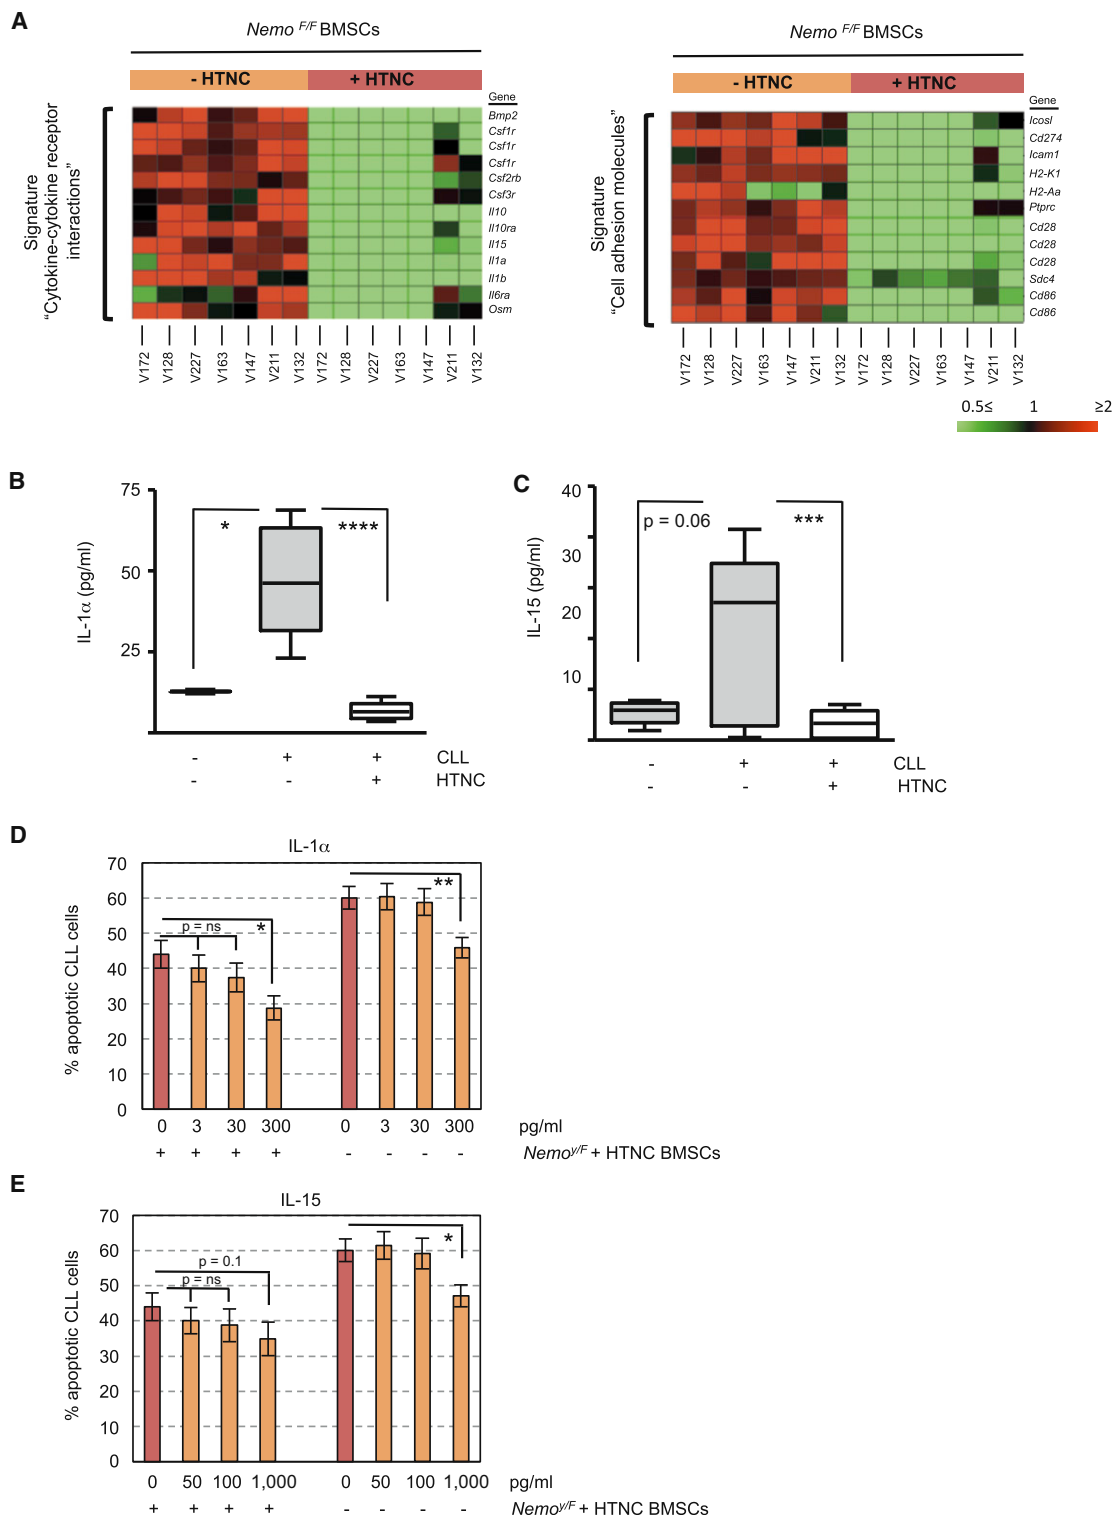 A
Nemo F/F BMSCs
- HTNC + HTNC
Signature
“Cytokine-cytokine receptor
interactions”
Gene
Bmp2
Csf1r
Csf1r
Csf1r
Csf2rb
Csf3r
Il10
Il10ra
Il15
Il1a
Il1b
Il6ra
Osm
V172 V128 V227 V163 V147 V211 V132 V172 V128 V227 V163 V147 V211 V132
Nemo F/F BMSCs
- HTNC + HTNC
Signature
“Cell adhesion molecules”
Gene
Icosl
Cd274
Icam1
H2-K1
H2-Aa
Ptprc
Cd28
Cd28
Cd28
Sdc4
Cd86
Cd86
V172 V128 V227 V163 V147 V211 V132 V172 V128 V227 V163 V147 V211 V132
0.5≤ 1 ≥2
B
IL-1α (pg/ml)
75
50
25
* ****
- + + CLL
- - + HTNC
C
IL-15 (pg/ml)
40
30
20
10
p = 0.06 ***
- + + CLL
- - + HTNC
D
IL-1α
% apoptotic CLL cells
70
60
50
40
30
20
10
0
p = ns * **
0 3 30 300 0 3 30 300 pg/ml
+ + + + - - - - Nemo y/F + HTNC BMSCs
E
IL-15
% apoptotic CLL cells
70
60
50
40
30
20
10
0
p = 0.1
p = ns *
0 50 100 1,000 0 50 100 1,000 pg/ml
+ + + + - - - - Nemo y/F + HTNC BMSCs